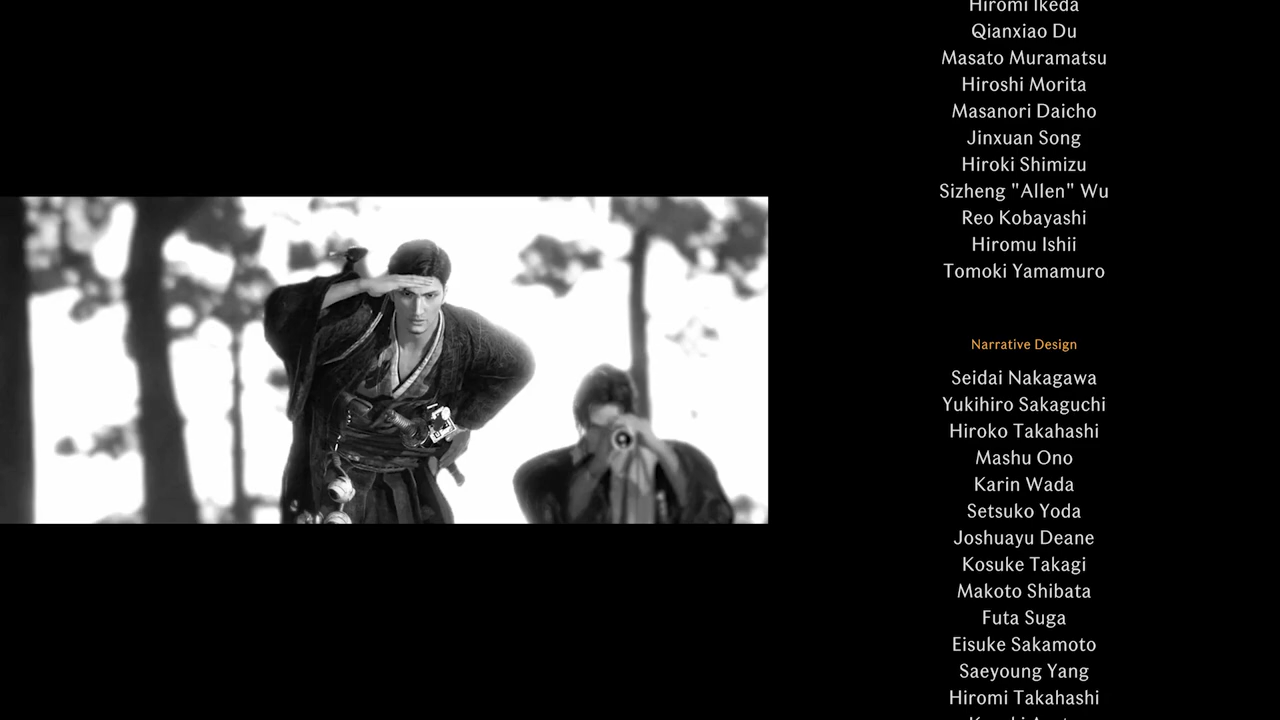 Hiromi Ikeda
Qianxiao Du
Masato Muramatsu
Hiroshi Morita
Masanori Daicho
Jinxuan Song
Hiroki Shimizu
Sizheng "Allen" Wu
Reo Kobayashi
Hiromu Ishii
Tomoki Yamamuro
Narrative Design
Seidai Nakagawa
Yukihiro Sakaguchi
Hiroko Takahashi
Mashu Ono
Karin Wada
Setsuko Yoda
Joshuayu Deane
Kosuke Takagi
Makoto Shibata
Futa Suga
Eisuke Sakamoto
Saeyoung Yang
Hiromi Takahashi